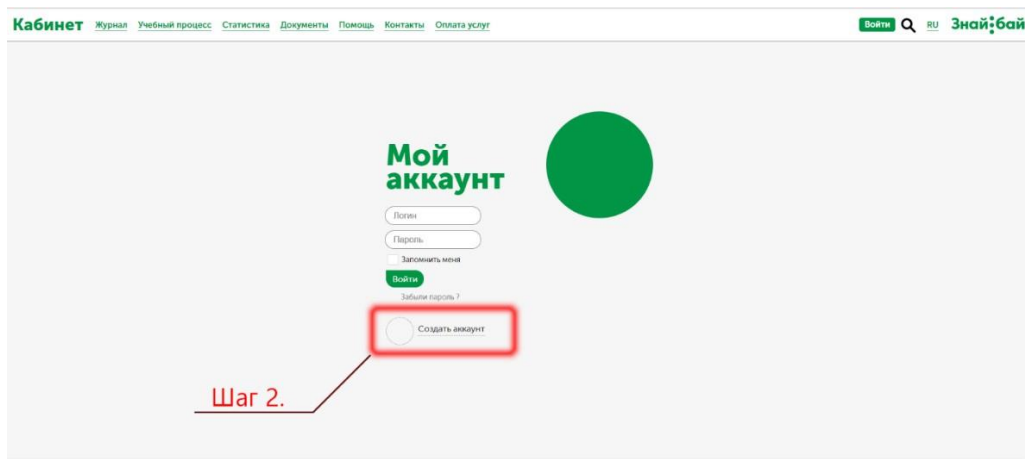 Кабинет Журнал Учебный процесс Статистика Документы Помощь Контакты Оплата услуг Войти RU Знай бай
Мой
аккаунт
Логин
Пароль
Запомнить меня
Войти
Забыли пароль ?
Создать аккаунт
Шаг 2.